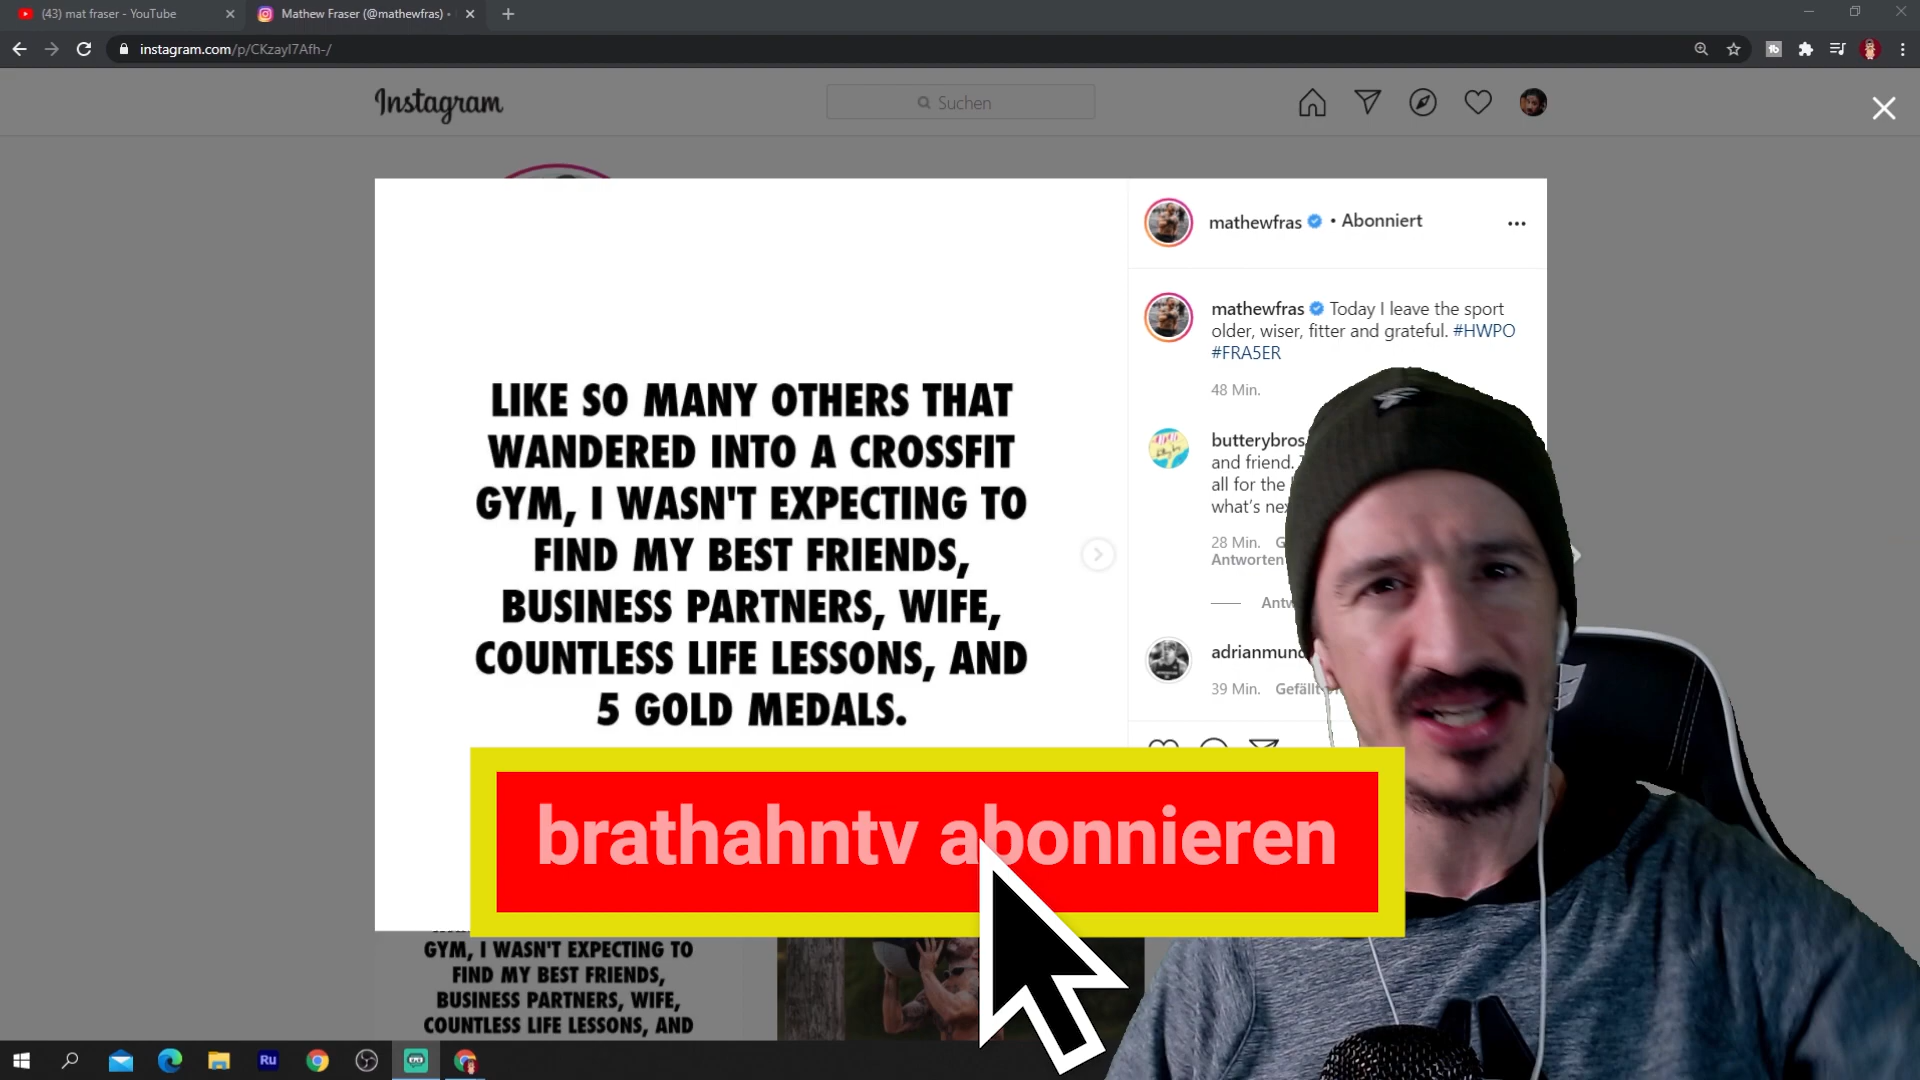 (43) mat fraser - YouTube
Mathew Fraser (@mathewfras) •
instagram.com/p/CKzayI7Afh-/
Instagram
Suchen
mathewfras • Abonniert
mathewfras Today I leave the sport
older, wiser, fitter and grateful. #HWPO
#FRA5ER
48 Min.
LIKE SO MANY OTHERS THAT
WANDERED INTO A CROSSFIT
GYM, I WASN'T EXPECTING TO
FIND MY BEST FRIENDS,
BUSINESS PARTNERS, WIFE,
COUNTLESS LIFE LESSONS, AND
5 GOLD MEDALS.
butterybros
and friend.
all for the
what's
28 Min.
Antworten
39 Min. Gefällt
brathahntv abonnieren
GYM, I WASN'T EXPECTING TO
FIND MY BEST FRIENDS,
BUSINESS PARTNERS, WIFE,
COUNTLESS LIFE LESSONS, AND
Ru